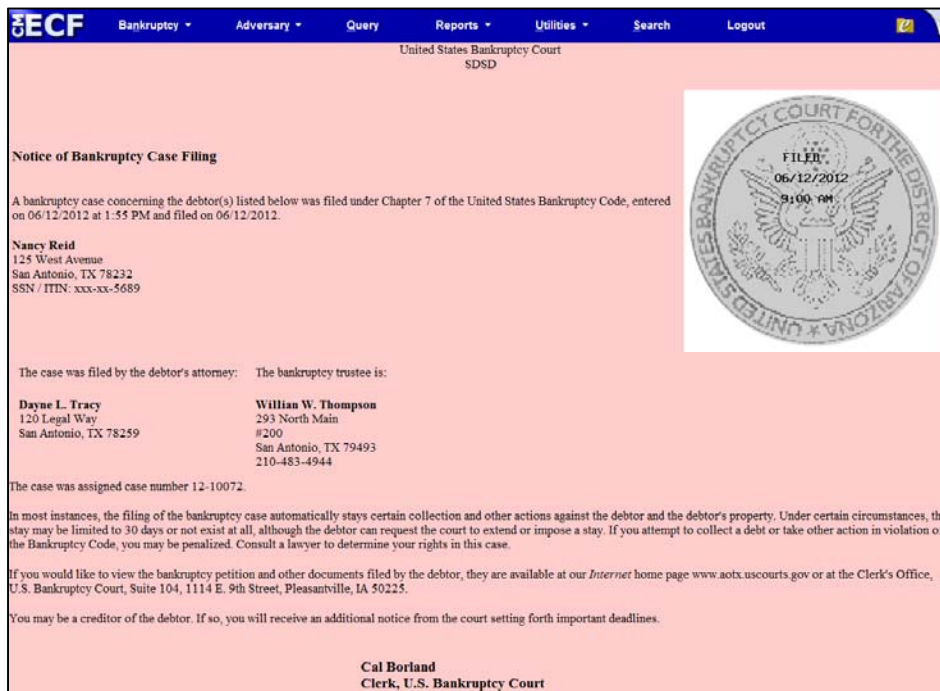 CM ECF Bankruptcy Adversary Query Reports Utilities Search Logout
United States Bankruptcy Court
SDSD
UNITED STATES BANKRUPTCY COURT FOR THE DISTRICT OF ARIZONA
FILED
06/12/2012
9:00 AM
Notice of Bankruptcy Case Filing
A bankruptcy case concerning the debtor(s) listed below was filed under Chapter 7 of the United States Bankruptcy Code, entered
on 06/12/2012 at 1:55 PM and filed on 06/12/2012.
Nancy Reid
125 West Avenue
San Antonio, TX 78232
SSN / ITIN: xxx-xx-5689
The case was filed by the debtor's attorney:
Dayne L. Tracy
120 Legal Way
San Antonio, TX 78259
The bankruptcy trustee is:
Willian W. Thompson
293 North Main
#200
San Antonio, TX 79493
210-483-4944
The case was assigned case number 12-10072.
In most instances, the filing of the bankruptcy case automatically stays certain collection and other actions against the debtor and the debtor's property. Under certain circumstances, th
stay may be limited to 30 days or not exist at all, although the debtor can request the court to extend or impose a stay. If you attempt to collect a debt or take other action in violation o
the Bankruptcy Code, you may be penalized. Consult a lawyer to determine your rights in this case.
If you would like to view the bankruptcy petition and other documents filed by the debtor, they are available at our Internet home page www.aotx.uscourts.gov or at the Clerk's Office,
U.S. Bankruptcy Court, Suite 104, 1114 E. 9th Street, Pleasantville, IA 50225.
You may be a creditor of the debtor. If so, you will receive an additional notice from the court setting forth important deadlines.
Cal Borland
Clerk, U.S. Bankruptcy Court